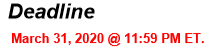 Deadline
March 31, 2020 @ 11:59 PM ET.